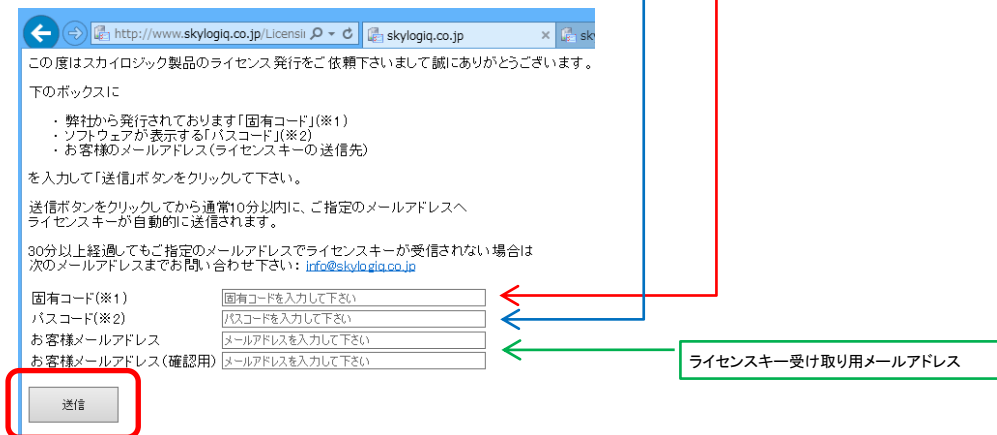 http://www.skylogiq.co.jp/Licensii
skylogiq.co.jp
sk
この度はスカイロジック製品のライセンス発行をご依頼下さいまして誠にありがとうございます。
下のボックスに
・弊社から発行されております「固有コード」(※1)
・ソフトウェアが表示する「パスコード」(※2)
・お客様のメールアドレス(ライセンスキーの送信先)
を入力して「送信」ボタンをクリックして下さい。
送信ボタンをクリックしてから通常10分以内に、ご指定のメールアドレスへ
ライセンスキーが自動的に送信されます。
30分以上経過してもご指定のメールアドレスでライセンスキーが受信されない場合は
次のメールアドレスまでお問い合わせ下さい: info@skylogiq.co.jp
固有コード(※1) 固有コードを入力して下さい
パスコード(※2) パスコードを入力して下さい
お客様メールアドレス メールアドレスを入力して下さい
お客様メールアドレス(確認用) メールアドレスを入力して下さい
ライセンスキー受け取り用メールアドレス
送信